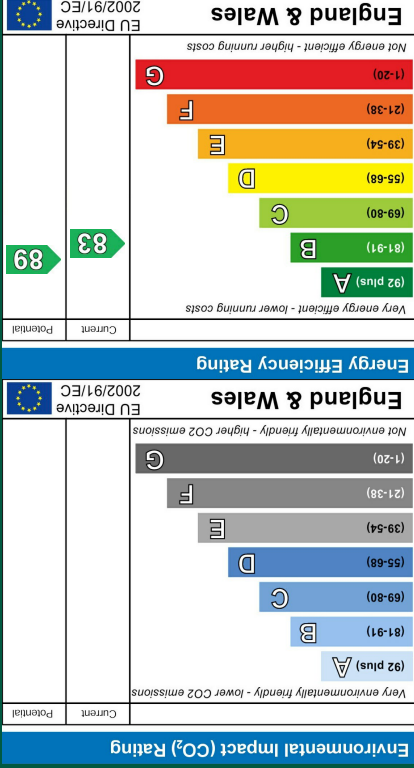 Environmental Impact (CO₂) Rating
Current Potential
Very environmentally friendly - lower CO2 emissions
(92 plus) A
(81-91) B
(69-80) C
(55-68) D
(39-54) E
(21-38) F
(1-20) G
Not environmentally friendly - higher CO2 emissions
England & Wales
EU Directive
2002/91/EC
Energy Efficiency Rating
Current Potential
Very energy efficient - lower running costs
(92 plus) A
(81-91) B
83 89
(69-80) C
(55-68) D
(39-54) E
(21-38) F
(1-20) G
Not energy efficient - higher running costs
England & Wales
EU Directive
2002/91/EC